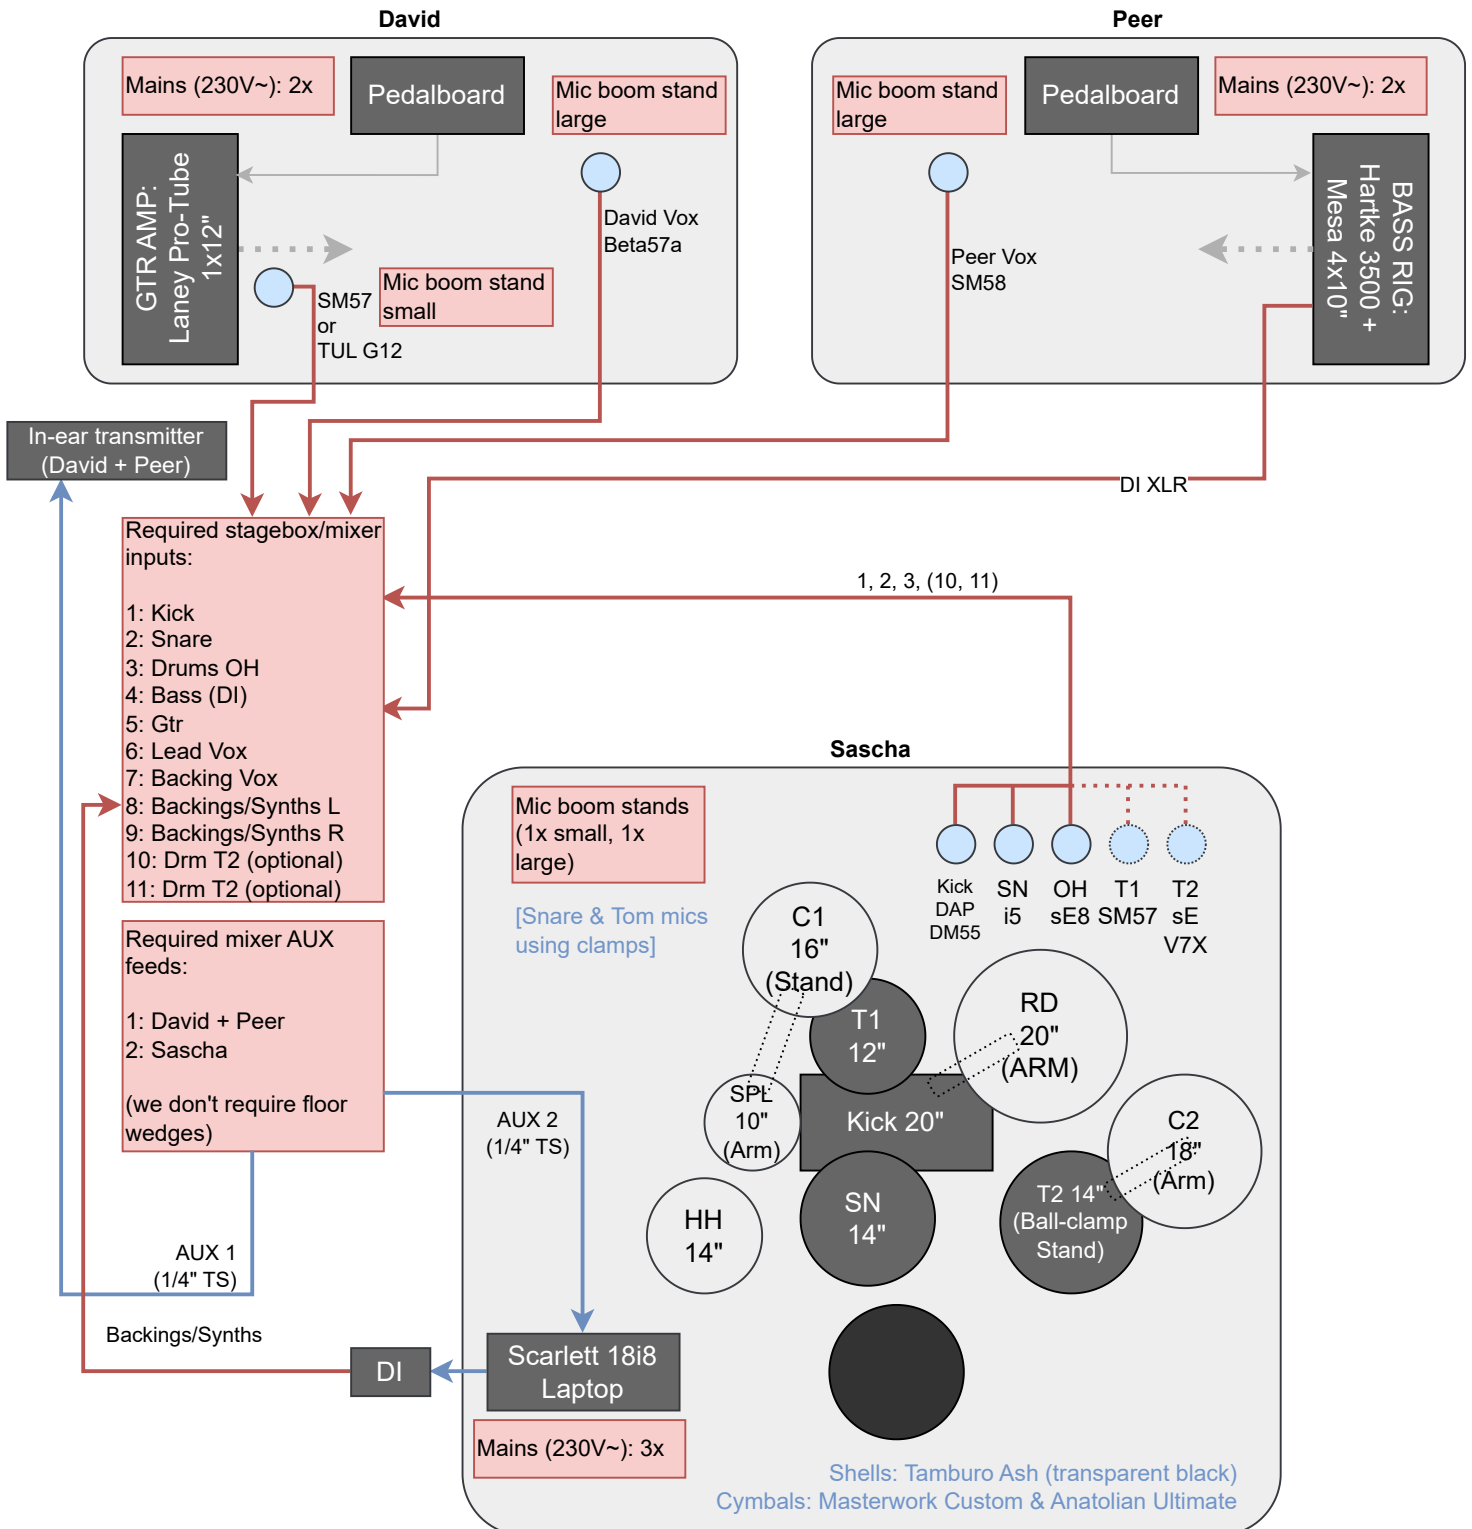 David
Peer
Mains (230V~): 2x
Pedalboard
Mic boom stand
large
GTR AMP:
Laney Pro-Tube
1x12"
David Vox
Beta57a
Mic boom stand
small
SM57
or
TUL G12
Mic boom stand
large
Pedalboard
Mains (230V~): 2x
BASS RIG:
Hartke 3500 +
Mesa 4x10"
Peer Vox
SM58
In-ear transmitter
(David + Peer)
DI XLR
Required stagebox/mixer
inputs:
1: Kick
2: Snare
3: Drums OH
4: Bass (DI)
5: Gtr
6: Lead Vox
7: Backing Vox
8: Backings/Synths L
9: Backings/Synths R
10: Drm T2 (optional)
11: Drm T2 (optional)
1, 2, 3, (10, 11)
Required mixer AUX
feeds:
1: David + Peer
2: Sascha
(we don't require floor
wedges)
AUX 2
(1/4" TS)
AUX 1
(1/4" TS)
Backings/Synths
DI
Sascha
Mic boom stands
(1x small, 1x
large)
[Snare & Tom mics
using clamps]
Kick
DAP
DM55
SN
i5
OH
sE8
T1
SM57
T2
sE
V7X
C1
16"
(Stand)
T1
12"
RD
20"
(ARM)
SPL
10"
(Arm)
Kick 20"
C2
18"
(Arm)
HH
14"
SN
14"
T2 14"
(Ball-clamp
Stand)
Scarlett 18i8
Laptop
Mains (230V~): 3x
Shells: Tamburo Ash (transparent black)
Cymbals: Masterwork Custom & Anatolian Ultimate